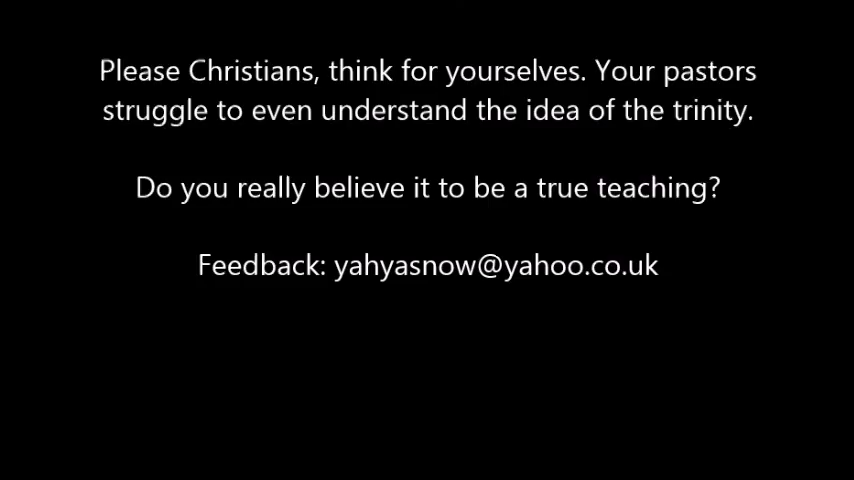 Please Christians, think for yourselves. Your pastors
struggle to even understand the idea of the trinity.
Do you really believe it to be a true teaching?
Feedback: yahyasnow@yahoo.co.uk